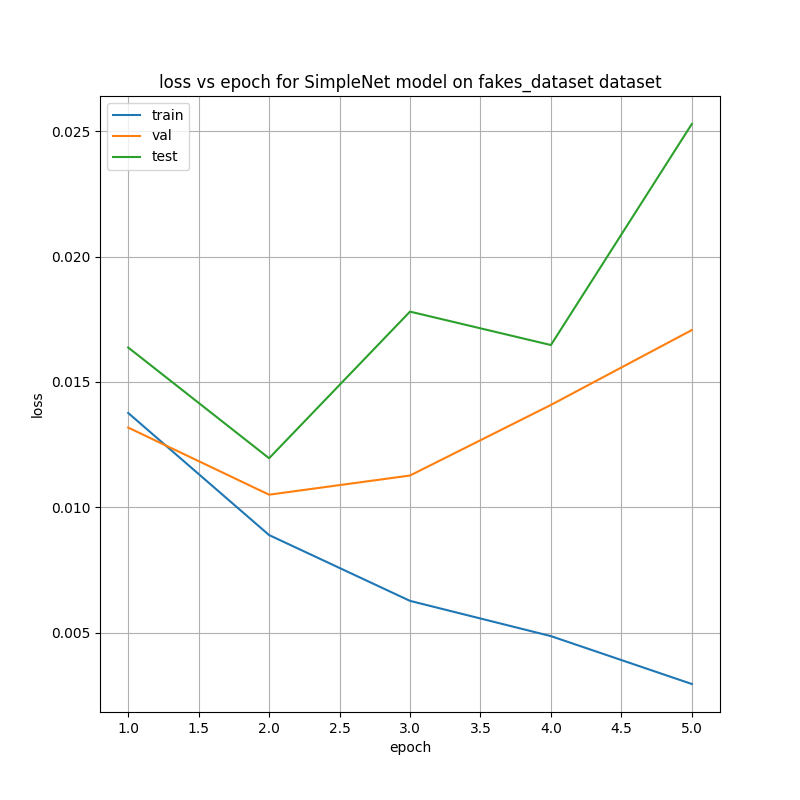 loss vs epoch for SimpleNet model on fakes_dataset dataset
train
val
test
0.025
0.020
0.015
0.010
0.005
loss
1.0 1.5 2.0 2.5 3.0 3.5 4.0 4.5 5.0
epoch